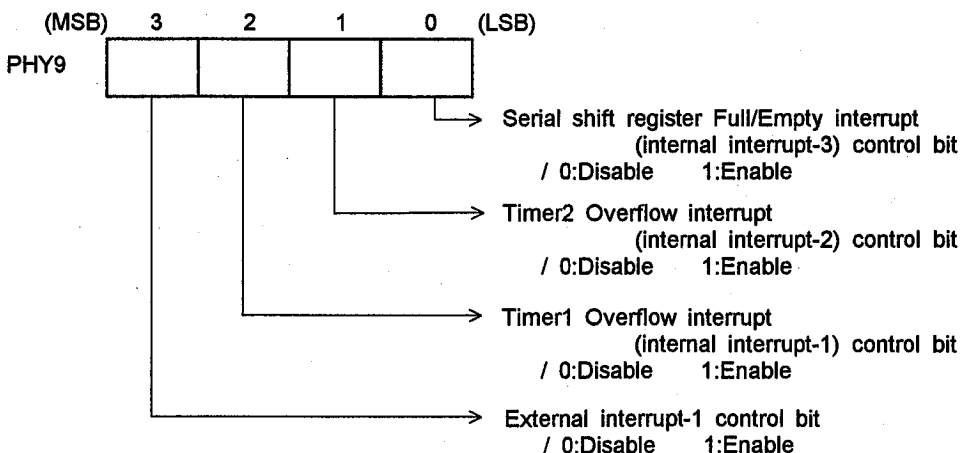 (MSB) 3 2 1 0 (LSB)
PHY9
Serial shift register Full/Empty interrupt
(internal interrupt-3) control bit
/ 0:Disable 1:Enable
Timer2 Overflow interrupt
(internal interrupt-2) control bit
/ 0:Disable 1:Enable
Timer1 Overflow interrupt
(internal interrupt-1) control bit
/ 0:Disable 1:Enable
External interrupt-1 control bit
/ 0:Disable 1:Enable